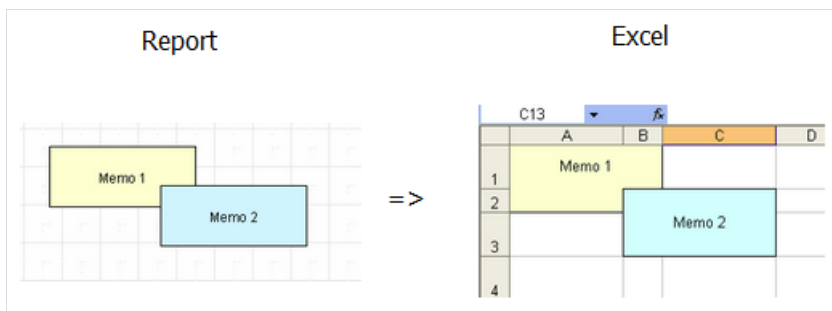 Report
Excel
Memo 1
Memo 2
=>
C13 fx
A B C D
1 Memo 1
2
3 Memo 2
4